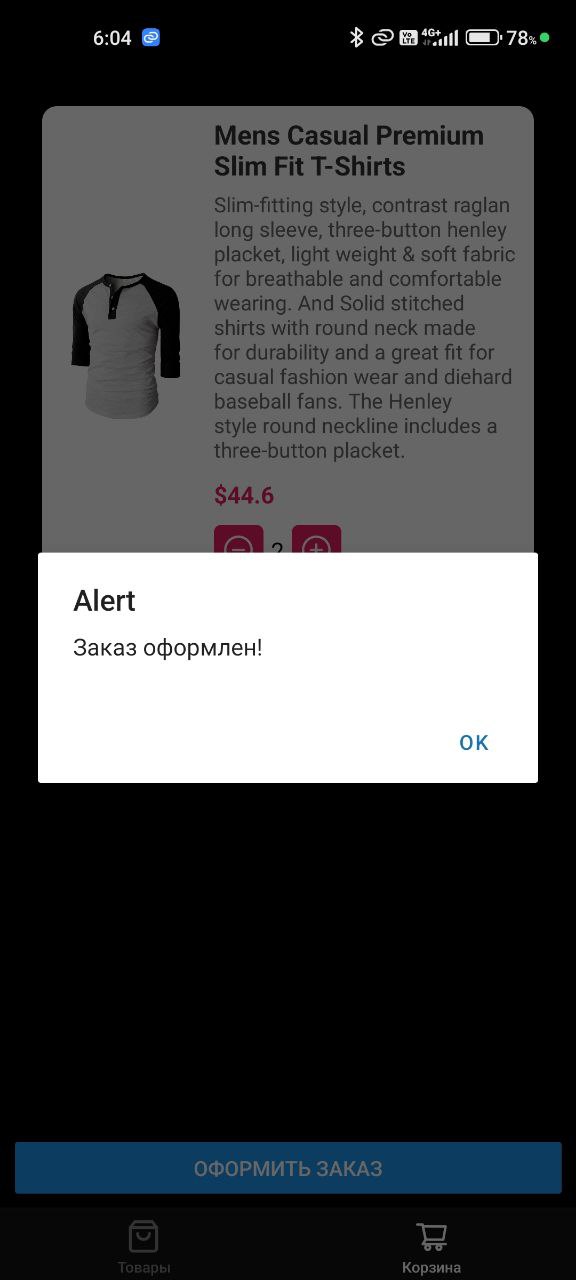 6:04
Vo LTE 4G+ 78%
Mens Casual Premium
Slim Fit T-Shirts
Slim-fitting style, contrast raglan
long sleeve, three-button henley
placket, light weight & soft fabric
for breathable and comfortable
wearing. And Solid stitched
shirts with round neck made
for durability and a great fit for
casual fashion wear and diehard
baseball fans. The Henley
style round neckline includes a
three-button placket.
$44.6
2
Alert
Заказ оформлен!
OK
ОФОРМИТЬ ЗАКАЗ
Товары Корзина